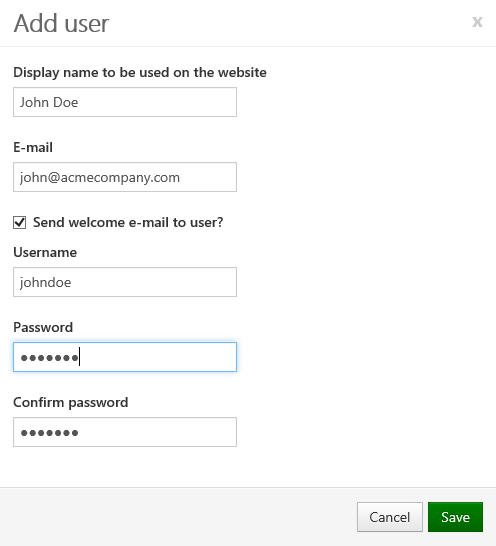 Add user
x
Display name to be used on the website
John Doe
E-mail
john@acmecompany.com
Send welcome e-mail to user?
Username
johndoe
Password
●●●●●●●
Confirm password
●●●●●●●
Cancel Save